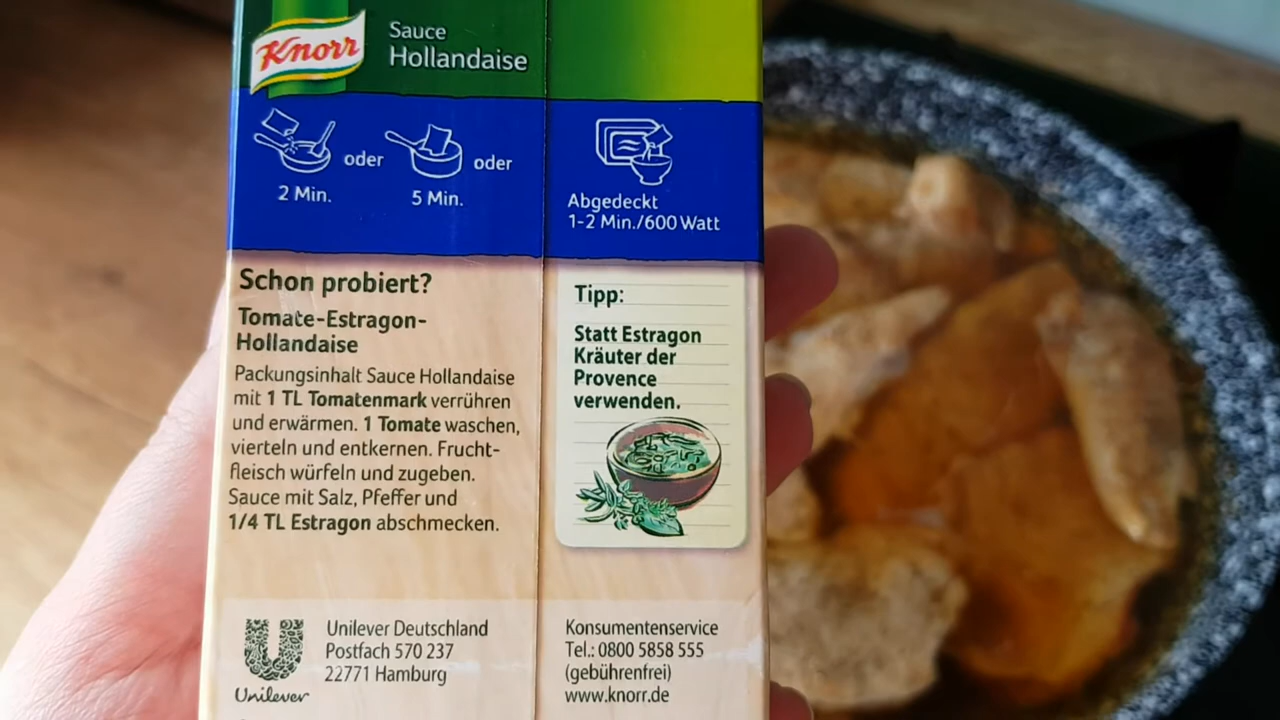 Knorr
Sauce
Hollandaise
oder
oder
2 Min.
5 Min.
Abgedeckt
1-2 Min./600 Watt
Schon probiert?
Tomate-Estragon-
Hollandaise
Packungsinhalt Sauce Hollandaise
mit 1 TL Tomatenmark verrühren
und erwärmen. 1 Tomate waschen,
vierteln und entkernen. Frucht-
fleisch würfeln und zugeben.
Sauce mit Salz, Pfeffer und
1/4 TL Estragon abschmecken.
Tipp:
Statt Estragon
Kräuter der
Provence
verwenden.
Unilever
Unilever Deutschland
Postfach 570 237
22771 Hamburg
Konsumentenservice
Tel.: 0800 5858 555
(gebührenfrei)
www.knorr.de